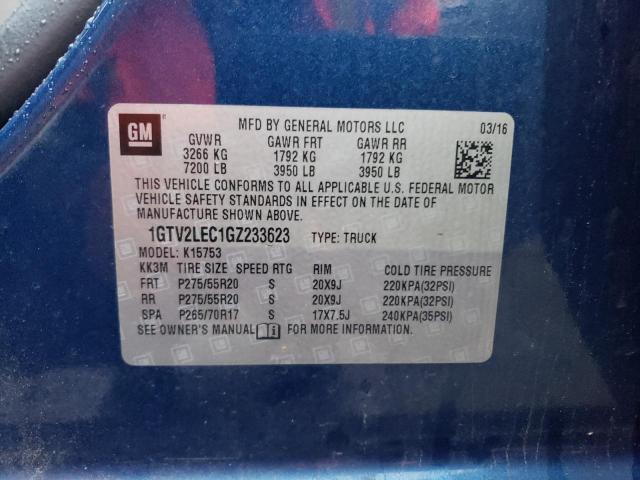 GM
MFD BY GENERAL MOTORS LLC 03/16
GVWR GAWR FRT GAWR RR
3266 KG 1792 KG 1792 KG
7200 LB 3950 LB 3950 LB
THIS VEHICLE CONFORMS TO ALL APPLICABLE U.S. FEDERAL MOTOR
VEHICLE SAFETY STANDARDS IN EFFECT ON THE DATE OF
MANUFACTURE SHOWN ABOVE.
1GTV2LEC1GZ233623 TYPE: TRUCK
MODEL: K15753
KK3M TIRE SIZE SPEED RTG RIM COLD TIRE PRESSURE
FRT P275/55R20 S 20X9J 220KPA(32PSI)
RR P275/55R20 S 20X9J 220KPA(32PSI)
SPA P265/70R17 S 17X7.5J 240KPA(35PSI)
SEE OWNER'S MANUAL FOR MORE INFORMATION.